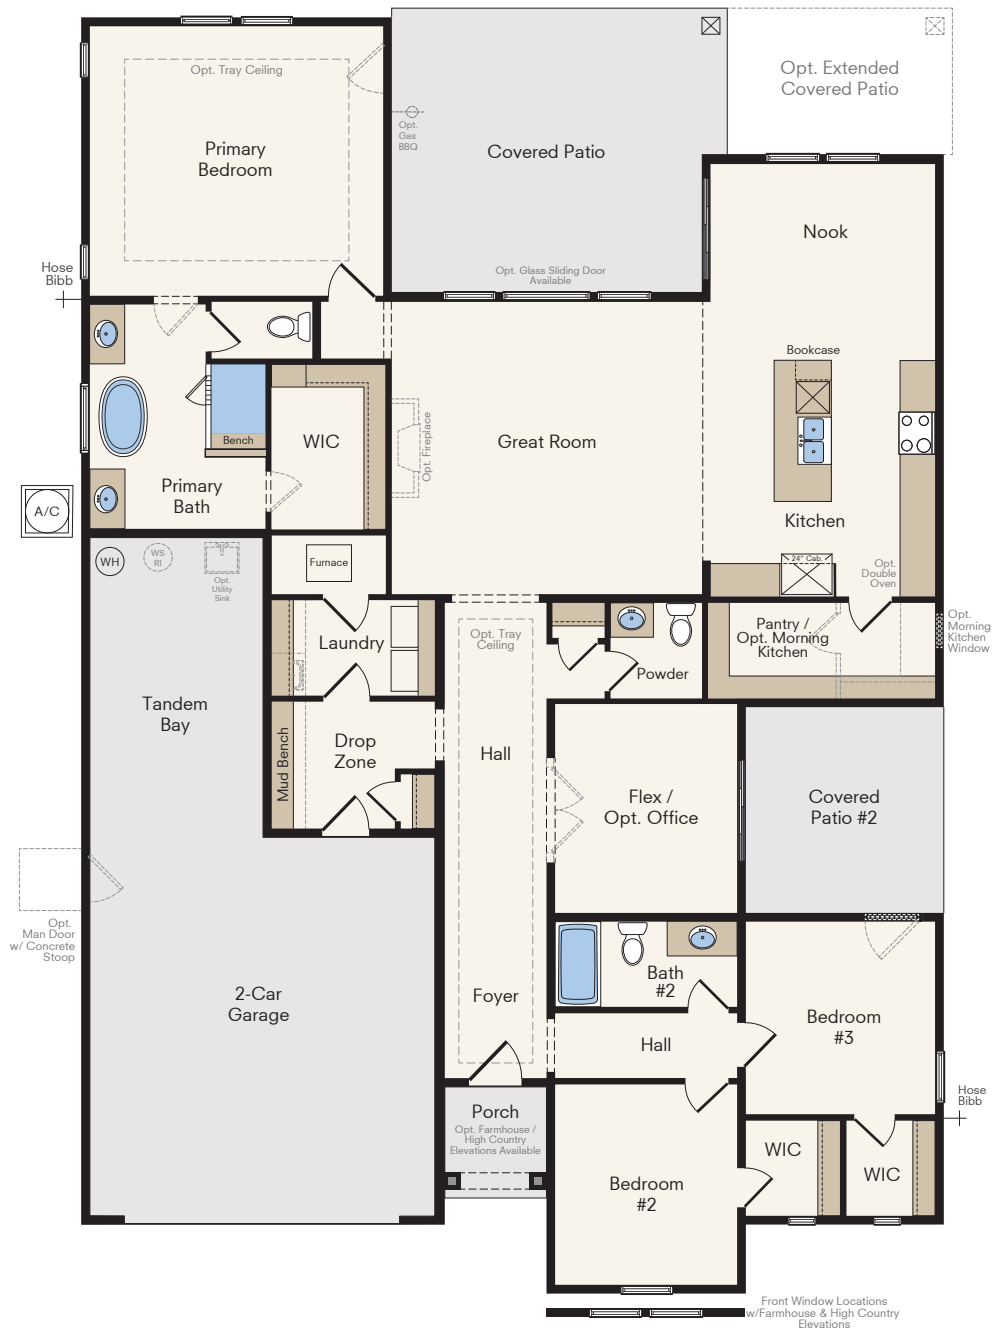 Opt. Tray Ceiling
Primary
Bedroom
Opt.
Gas
BBQ
Covered Patio
Opt. Extended
Covered Patio
Nook
Opt. Glass Sliding Door
Available
Hose
Bibb
Bookcase
Bench
WIC
Opt. Fireplace
Great Room
Primary
Bath
A/C
Kitchen
WH
WS
RI
Opt.
Utility
Sink
Furnace
24" Cab.
Opt.
Double
Oven
Laundry
Opt. Tray
Ceiling
Powder
Pantry /
Opt. Morning
Kitchen
Opt.
Morning
Kitchen
Window
Tandem
Bay
Mud Bench
Drop
Zone
Hall
Flex /
Opt. Office
Covered
Patio #2
Opt.
Man Door
w/ Concrete
Stoop
2-Car
Garage
Foyer
Bath
#2
Hall
Bedroom
#3
Hose
Bibb
Porch
Opt. Farmhouse /
High Country
Elevations Available
Bedroom
#2
WIC
WIC
Front Window Locations
w/Farmhouse & High Country
Elevations